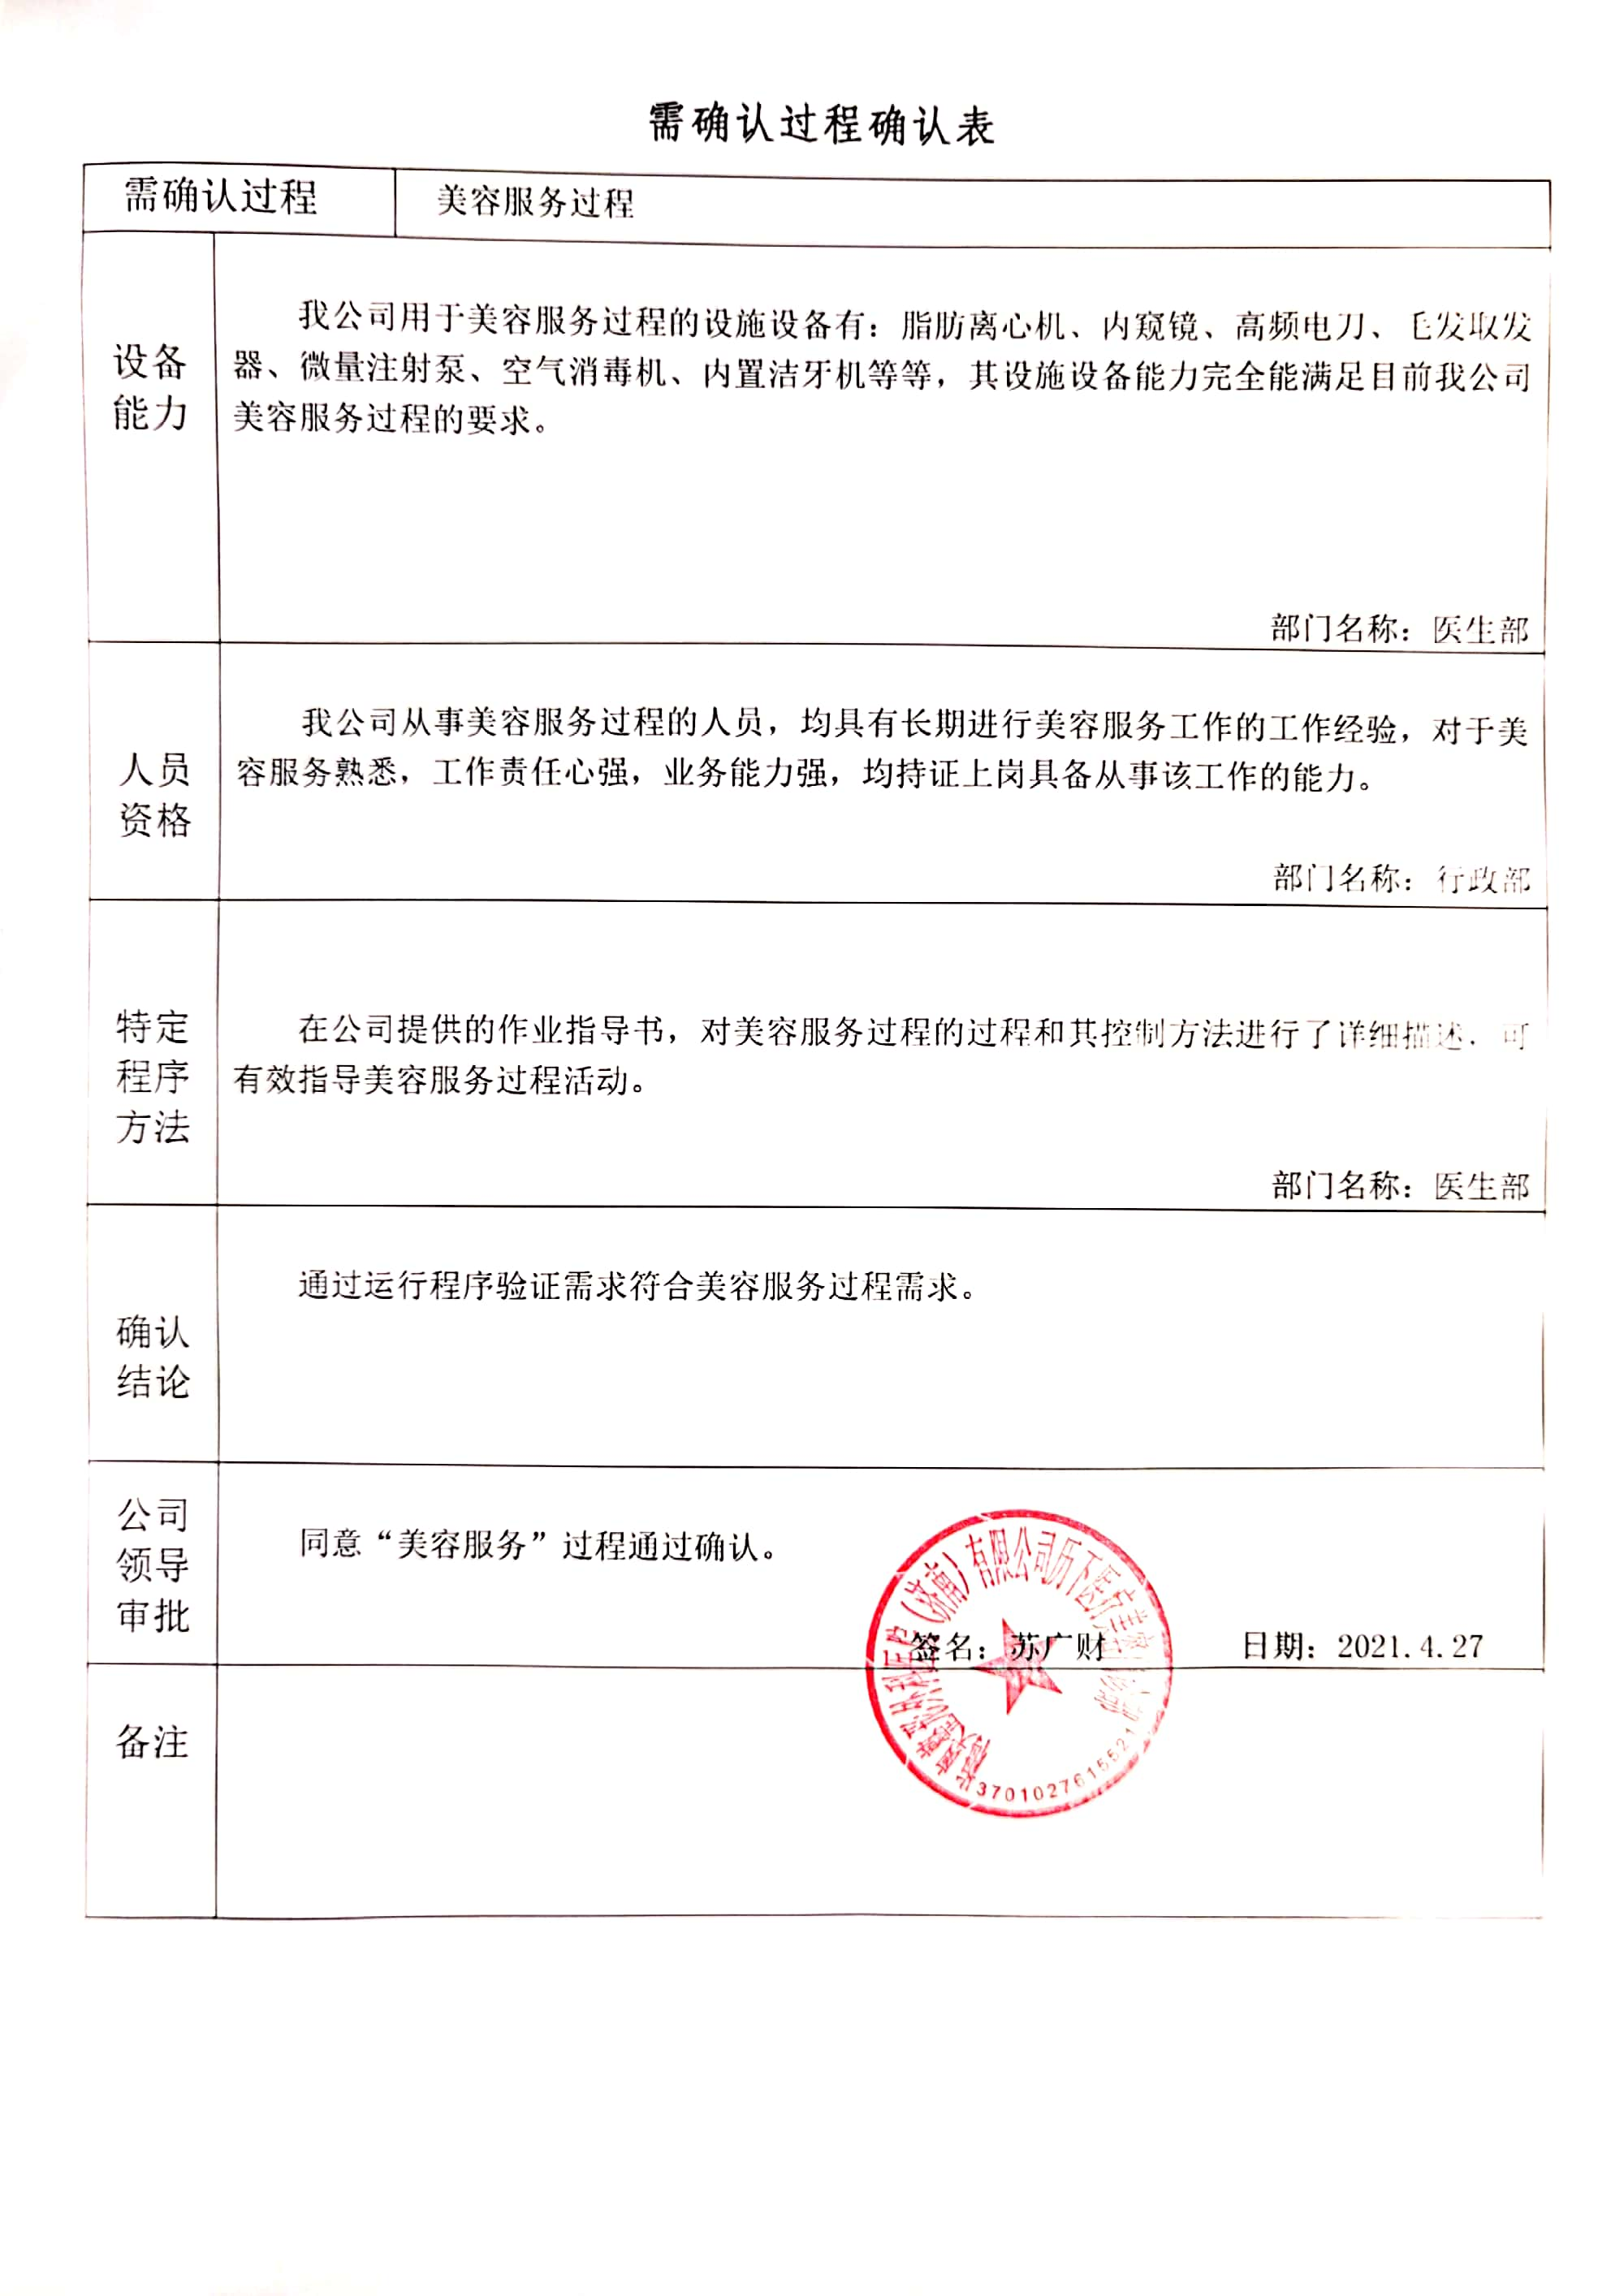 需确认过程确认表
需确认过程
美容服务过程
设备
能力
我公司用于美容服务过程的设施设备有：脂肪离心机、内窥镜、高频电刀、毛发取发
器、微量注射泵、空气消毒机、内置洁牙机等等，其设施设备能力完全能满足目前我公司
美容服务过程的要求。
部门名称：医生部
人员
资格
我公司从事美容服务过程的人员，均具有长期进行美容服务工作的工作经验，对于美
容服务熟悉，工作责任心强，业务能力强，均持证上岗具备从事该工作的能力。
部门名称：行政部
特定
程序
方法
在公司提供的作业指导书，对美容服务过程的过程和其控制方法进行了详细描述，可
有效指导美容服务过程活动。
部门名称：医生部
确认
结论
通过运行程序验证需求符合美容服务过程需求。
公司
领导
审批
同意“美容服务”过程通过确认。
（济南）有限公司历下医疗美
签名：苏广财
日期：2021.4.27
备注
3701027615521